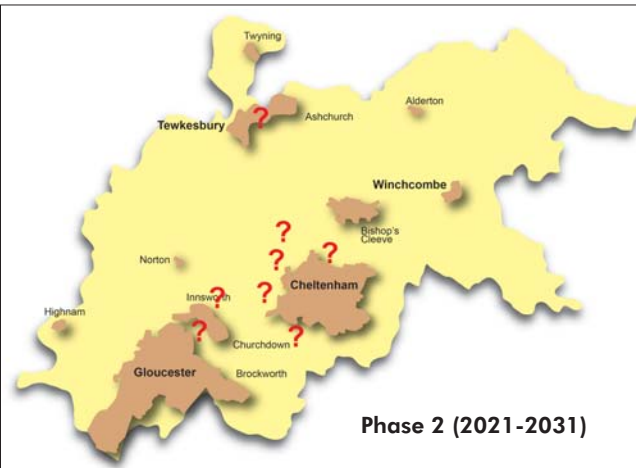 Twyning
Tewkesbury
?
Ashchurch
Alderton
Winchcombe
Bishop's
Cleeve
?
?
?
Norton
Cheltenham
?
?
Innsworth
Highnam
?
?
Churchdown
Gloucester
Brockworth
Phase 2 (2021-2031)